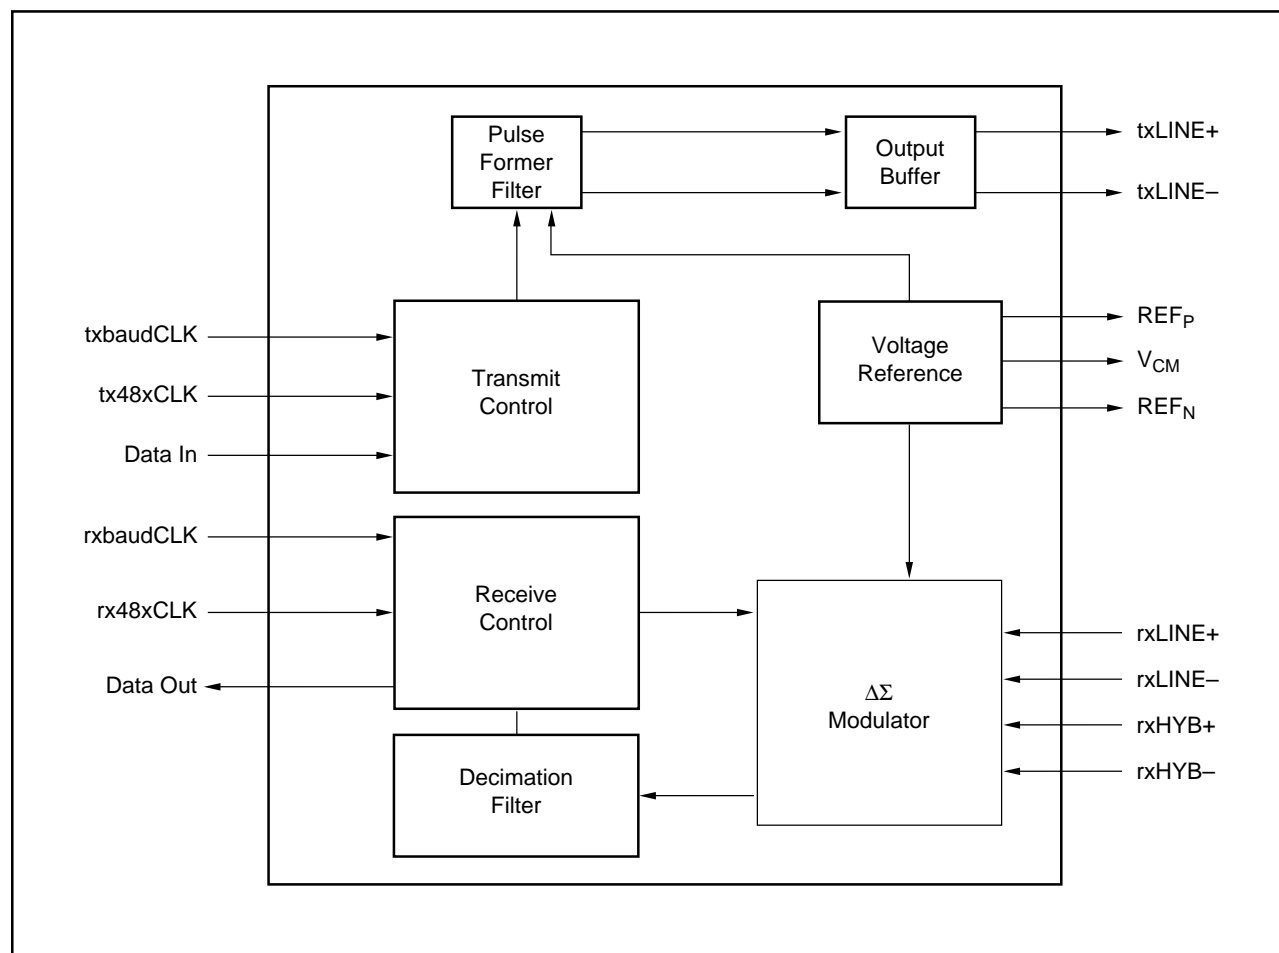 Pulse
Former
Filter
Output
Buffer
txLINE+
txLINE–
txbaudCLK
tx48xCLK
Data In
Transmit
Control
Voltage
Reference
REFP
VCM
REFN
rxbaudCLK
rx48xCLK
Data Out
Receive
Control
Decimation
Filter
ΔΣ
Modulator
rxLINE+
rxLINE–
rxHYB+
rxHYB–